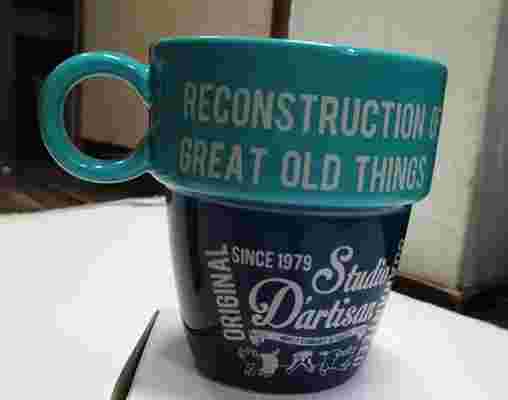 RECONSTRUCTION
GREAT OLD THINGS
ORIGINAL
SINCE 1979
Studio
D'artisan